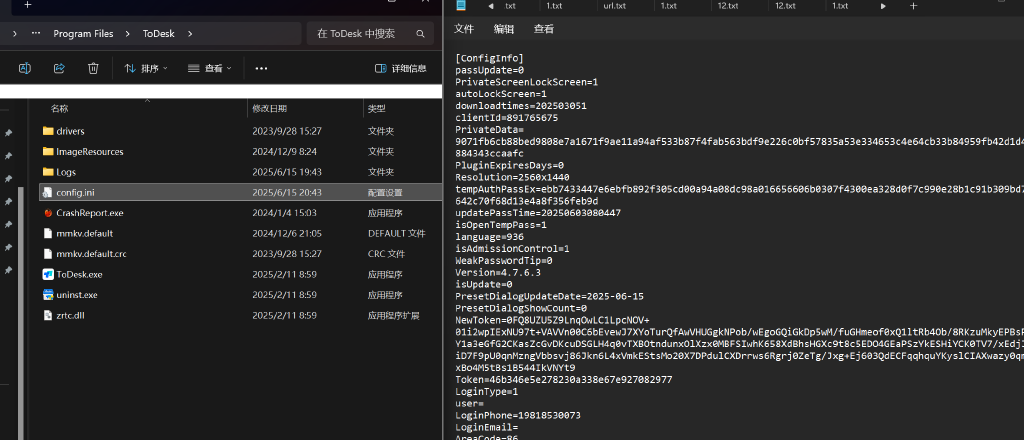 Program Files
ToDesk
在 ToDesk 中搜索
排序
查看
详细信息
名称
修改日期
类型
drivers 2023/9/28 15:27 文件夹
ImageResources 2024/12/9 8:24 文件夹
Logs 2025/6/15 19:43 文件夹
config.ini 2025/6/15 20:43 配置设置
CrashReport.exe 2024/1/4 15:03 应用程序
mmkv.default 2024/12/6 21:05 DEFAULT 文件
mmkv.default.crc 2023/9/28 15:27 CRC 文件
ToDesk.exe 2025/2/11 8:59 应用程序
uninst.exe 2025/2/11 8:59 应用程序
zrtc.dll 2025/2/11 8:59 应用程序扩展
txt 1.txt url.txt 1.txt 12.txt 12.txt 1.txt
文件 编辑 查看
[ConfigInfo]
passUpdate=0
PrivateScreenLockScreen=1
autoLockScreen=1
downloadtimes=202503051
clientId=891765675
PrivateData=
9071fb6cb88bed9808e7a1671f9ae11a94af533b87f4fab563bdf9e226c0bf57835a53e334653c4e64cb33b84959fb42d1d4
884343ccaafc
PluginExpiresDays=0
Resolution=2560x1440
tempAuthPassEx=ebb7433447e6ebfb892f305cd00a94a08dc98a016656606b0307f4300ea328d0f7c990e28b1c91b309bd7
642c70f68d13e4a8f356feb9d
updatePassTime=20250603080447
isOpenTempPass=1
language=936
isAdmissionControl=1
WeakPasswordTip=0
Version=4.7.6.3
isUpdate=0
PresetDialogUpdateDate=2025-06-15
PresetDialogShowCount=0
NewToken=0FQ8UZU5Z9LnqOwLC1LpcNOV+
01i2wpIExNU97t+VAVVn00C6bEvewJ7XYoTurQfAwVHUGgkNPob/wEgoGQiGkDp5wM/fuGHmeof0xQ1ltRb4Ob/8RKzuMkyEPBsP
Y1a3eGfG2CKasZcGvDKcuDSGLH4q0vTXBOtndunxOlXzx0MBFSIwhK658XdBhsHGXc9t8c5EDO4GEaPSzYkESHiYCK0TV7/xEdj
iD7F9pU0qnMzngVbbsvj86Jkn6L4xVmkEStsMo20X7DPdulCXDrrws6Rgrj0ZeTg/Jxg+Ej603QdECFqqhquYKyslCIAXwazy0qm
xBo4M5tBs1B544IkVNYt9
Token=46b346e5e278230a338e67e927082977
LoginType=1
user=
LoginPhone=19818530073
LoginEmail=
AreaCode=86